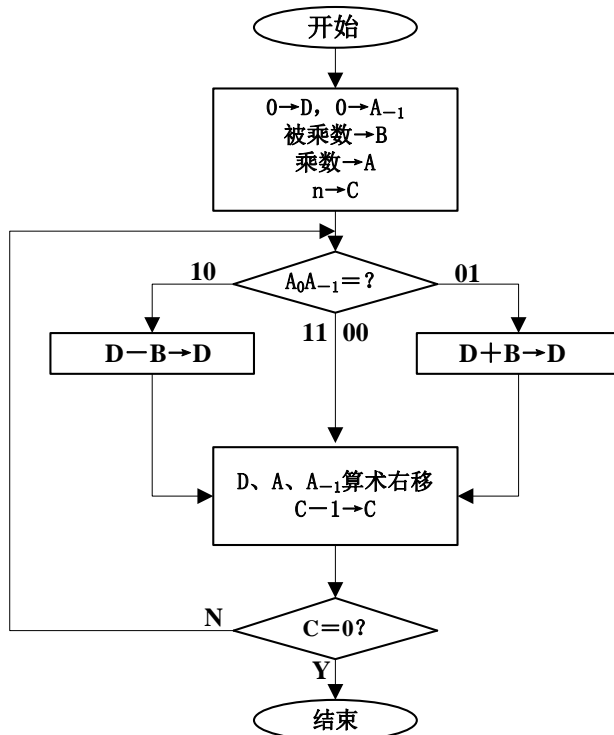 开始
0→D，0→A₋₁
被乘数→B
乘数→A
n→C
A₀A₋₁＝？
10
01
11
00
D－B→D
D＋B→D
D、A、A₋₁算术右移
C－1→C
C＝0？
N
Y
结束